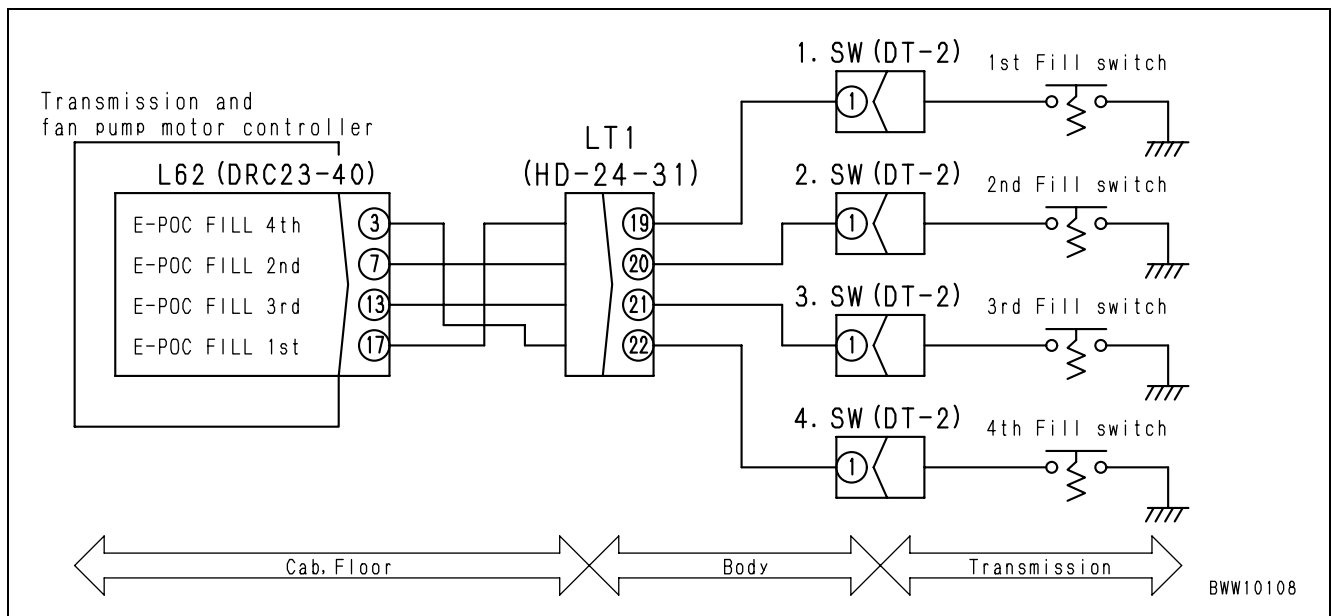 Transmission and
fan pump motor controller
L62 (DRC23-40)
E-POC FILL 4th
3
E-POC FILL 2nd
7
E-POC FILL 3rd
13
E-POC FILL 1st
17
LT1
(HD-24-31)
19
20
21
22
1. SW (DT-2)
1
1st Fill switch
2. SW (DT-2)
1
2nd Fill switch
3. SW (DT-2)
1
3rd Fill switch
4. SW (DT-2)
1
4th Fill switch
Cab, Floor
Body
Transmission
BWW10108